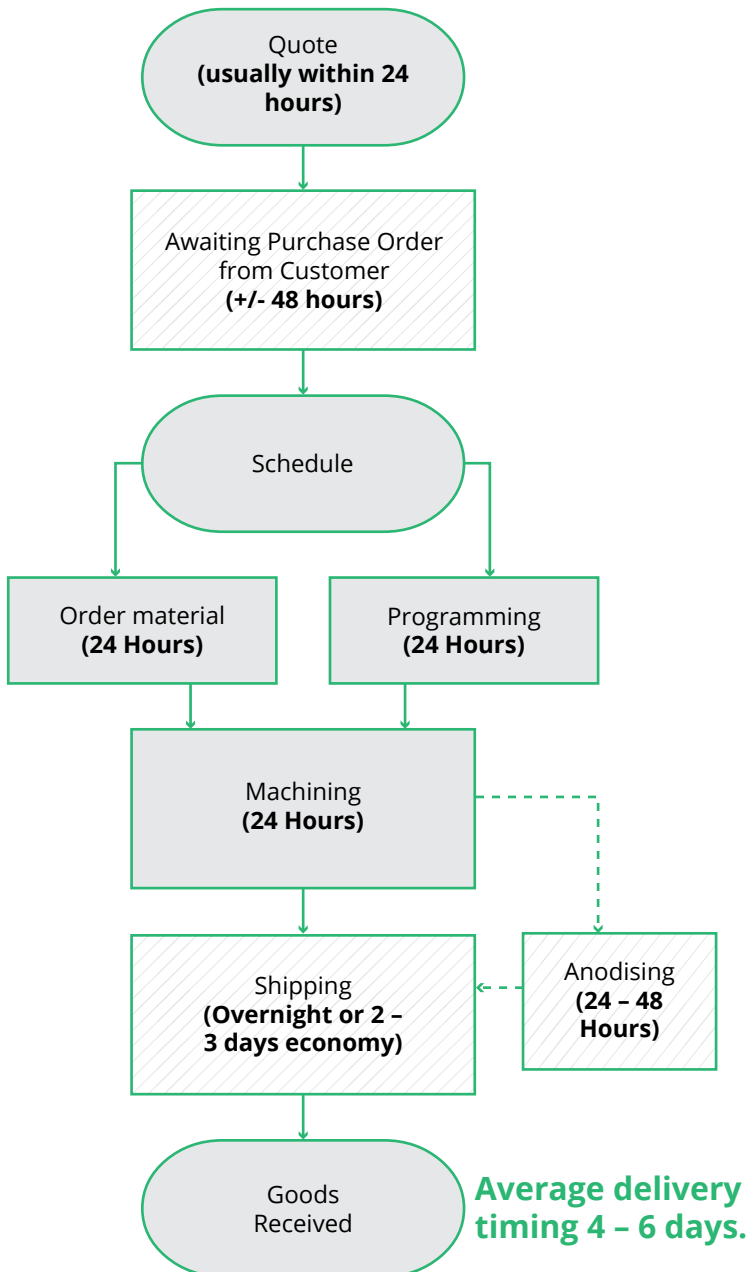 Quote
(usually within 24
hours)
Awaiting Purchase Order
from Customer
(+/- 48 hours)
Schedule
Order material
(24 Hours)
Programming
(24 Hours)
Machining
(24 Hours)
Shipping
(Overnight or 2 –
3 days economy)
Anodising
(24 – 48
Hours)
Goods
Received
Average delivery
timing 4 – 6 days.